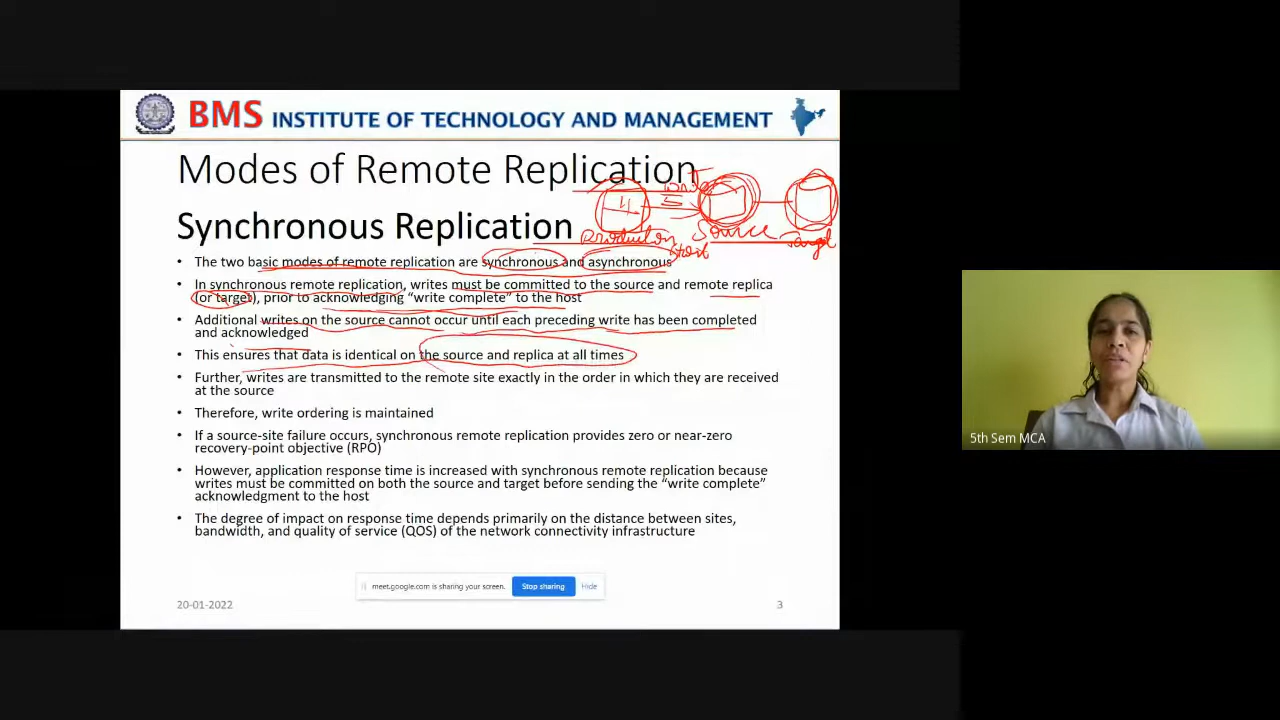 BMS INSTITUTE OF TECHNOLOGY AND MANAGEMENT
Modes of Remote Replication
Synchronous Replication
Write
Production Host
Source
Target
• The two basic modes of remote replication are synchronous and asynchronous
• In synchronous remote replication, writes must be committed to the source and remote replica
(or target), prior to acknowledging “write complete” to the host
• Additional writes on the source cannot occur until each preceding write has been completed
and acknowledged
• This ensures that data is identical on the source and replica at all times
• Further, writes are transmitted to the remote site exactly in the order in which they are received
at the source
• Therefore, write ordering is maintained
• If a source-site failure occurs, synchronous remote replication provides zero or near-zero
recovery-point objective (RPO)
• However, application response time is increased with synchronous remote replication because
writes must be committed on both the source and target before sending the “write complete”
acknowledgment to the host
• The degree of impact on response time depends primarily on the distance between sites,
bandwidth, and quality of service (QOS) of the network connectivity infrastructure
meet.google.com is sharing your screen. Stop sharing Hide
20-01-2022 3
5th Sem MCA